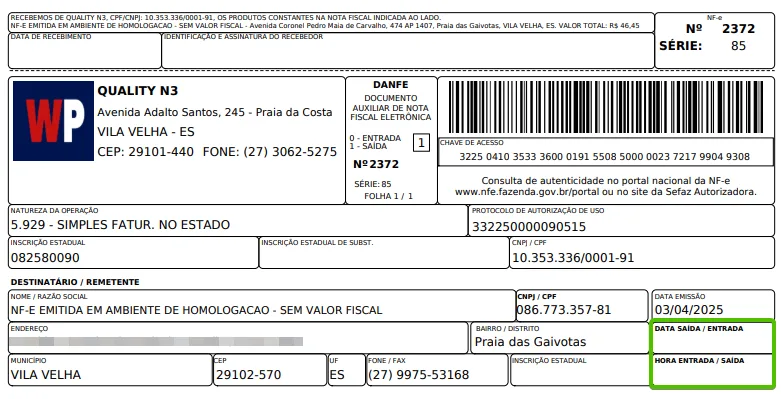 RECEBEMOS DE QUALITY N3, CPF/CNPJ: 10.353.336/0001-91, OS PRODUTOS CONSTANTES NA NOTA FISCAL INDICADA AO LADO.
NF-E EMITIDA EM AMBIENTE DE HOMOLOGACAO - SEM VALOR FISCAL - Avenida Coronel Pedro Maia de Carvalho, 474 AP 1407, Praia das Gaivotas, VILA VELHA, ES. VALOR TOTAL: R$ 46,45
DATA DE RECEBIMENTO
IDENTIFICAÇÃO E ASSINATURA DO RECEBEDOR
NF-e
Nº 2372
SÉRIE: 85
WP
QUALITY N3
Avenida Adalto Santos, 245 - Praia da Costa
VILA VELHA - ES
CEP: 29101-440 FONE: (27) 3062-5275
DANFE
DOCUMENTO
AUXILIAR DE NOTA
FISCAL ELETRÔNICA
0 - ENTRADA
1 - SAÍDA
1
Nº 2372
SÉRIE: 85
FOLHA 1 / 1
CHAVE DE ACESSO
3225 0410 3533 3600 0191 5508 5000 0023 7217 9904 9308
Consulta de autenticidade no portal nacional da NF-e
www.nfe.fazenda.gov.br/portal ou no site da Sefaz Autorizadora.
NATUREZA DA OPERAÇÃO
5.929 - SIMPLES FATUR. NO ESTADO
PROTOCOLO DE AUTORIZAÇÃO DE USO
332250000090515
INSCRIÇÃO ESTADUAL
082580090
INSCRIÇÃO ESTADUAL DE SUBST.
CNPJ / CPF
10.353.336/0001-91
DESTINATÁRIO / REMETENTE
NOME / RAZÃO SOCIAL
NF-E EMITIDA EM AMBIENTE DE HOMOLOGACAO - SEM VALOR FISCAL
CNPJ / CPF
086.773.357-81
DATA EMISSÃO
03/04/2025
ENDEREÇO
BAIRRO / DISTRITO
Praia das Gaivotas
DATA SAÍDA / ENTRADA
MUNICÍPIO
VILA VELHA
CEP
29102-570
UF
ES
FONE / FAX
(27) 9975-53168
INSCRIÇÃO ESTADUAL
HORA ENTRADA / SAÍDA